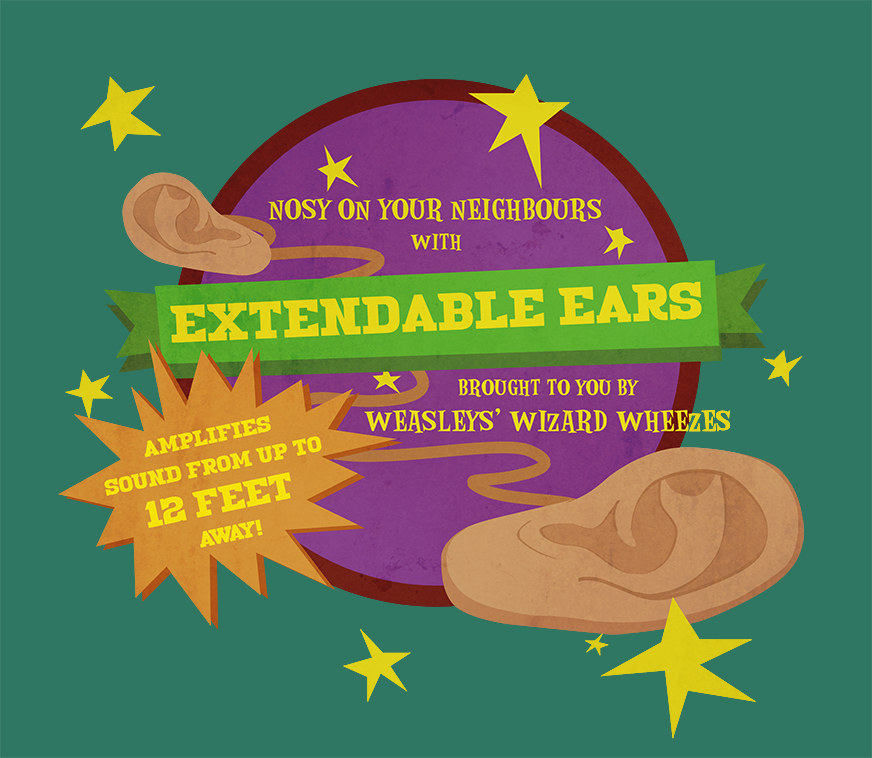 NOSY ON YOUR NEIGHBOURS
WITH
EXTENDABLE EARS
BROUGHT TO YOU BY
WEASLEYS' WIZARD WHEEZES
AMPLIFIES
SOUND FROM UP TO
12 FEET
AWAY!